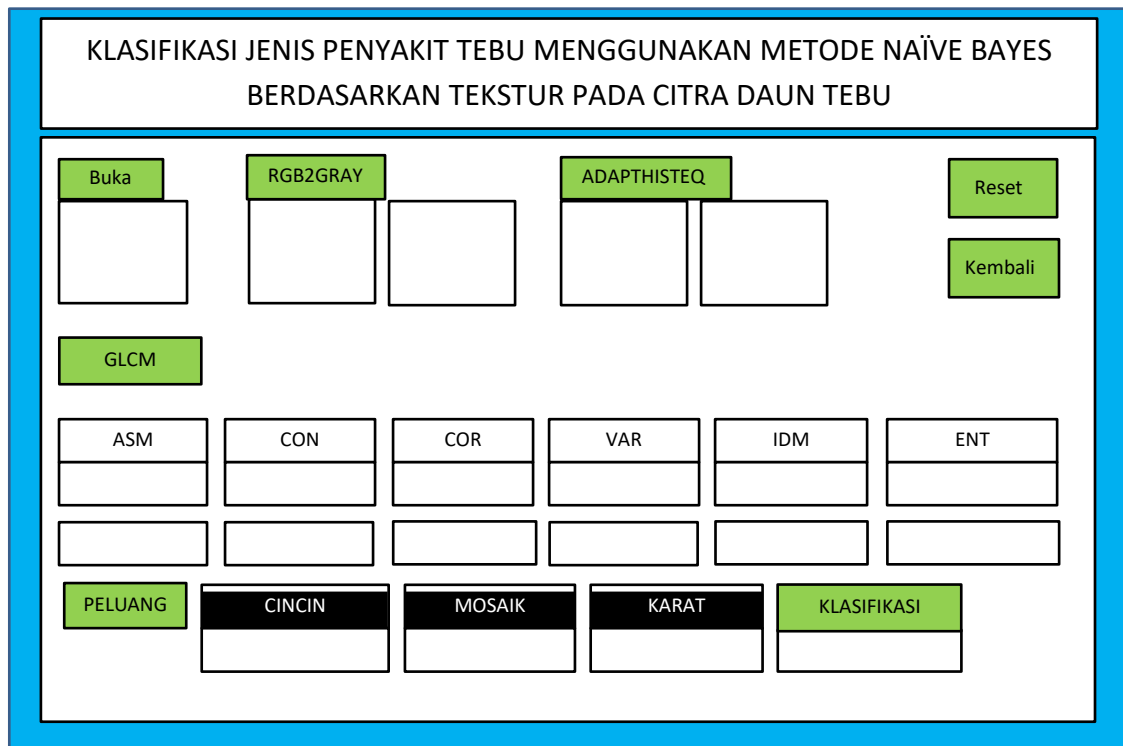 KLASIFIKASI JENIS PENYAKIT TEBU MENGGUNAKAN METODE NAÏVE BAYES
BERDASARKAN TEKSTUR PADA CITRA DAUN TEBU
Buka
RGB2GRAY
ADAPTHISTEQ
Reset
Kembali
GLCM
ASM
CON
COR
VAR
IDM
ENT
PELUANG
CINCIN
MOSAIK
KARAT
KLASIFIKASI